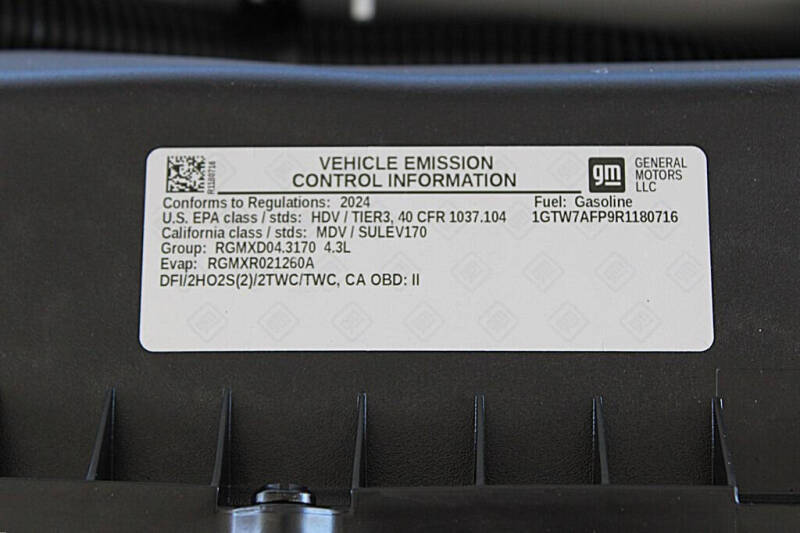 R1180716
VEHICLE EMISSION
CONTROL INFORMATION
gm
GENERAL
MOTORS
LLC
Conforms to Regulations: 2024
Fuel: Gasoline
U.S. EPA class / stds: HDV / TIER3, 40 CFR 1037.104
1GTW7AFP9R1180716
California class / stds: MDV / SULEV170
Group: RGMXD04.3170 4.3L
Evap: RGMXR021260A
DFI/2HO2S(2)/2TWC/TWC, CA OBD: II